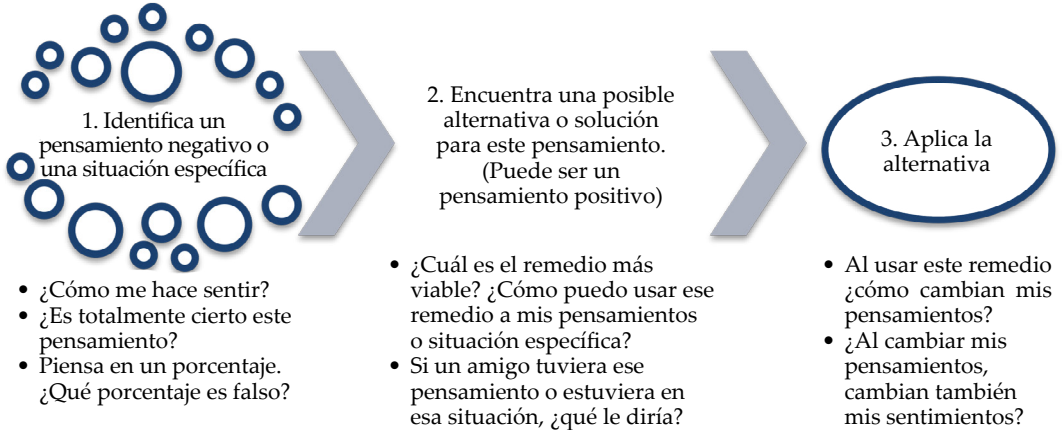 1. Identifica un
pensamiento negativo o
una situación específica
• ¿Cómo me hace sentir?
• ¿Es totalmente cierto este
pensamiento?
• Piensa en un porcentaje.
¿Qué porcentaje es falso?
2. Encuentra una posible
alternativa o solución
para este pensamiento.
(Puede ser un
pensamiento positivo)
• ¿Cuál es el remedio más
viable? ¿Cómo puedo usar ese
remedio a mis pensamientos
o situación específica?
• Si un amigo tuviera ese
pensamiento o estuviera en
esa situación, ¿qué le diría?
3. Aplica la
alternativa
• Al usar este remedio
¿cómo cambian mis
pensamientos?
• ¿Al cambiar mis
pensamientos,
cambian también
mis sentimientos?